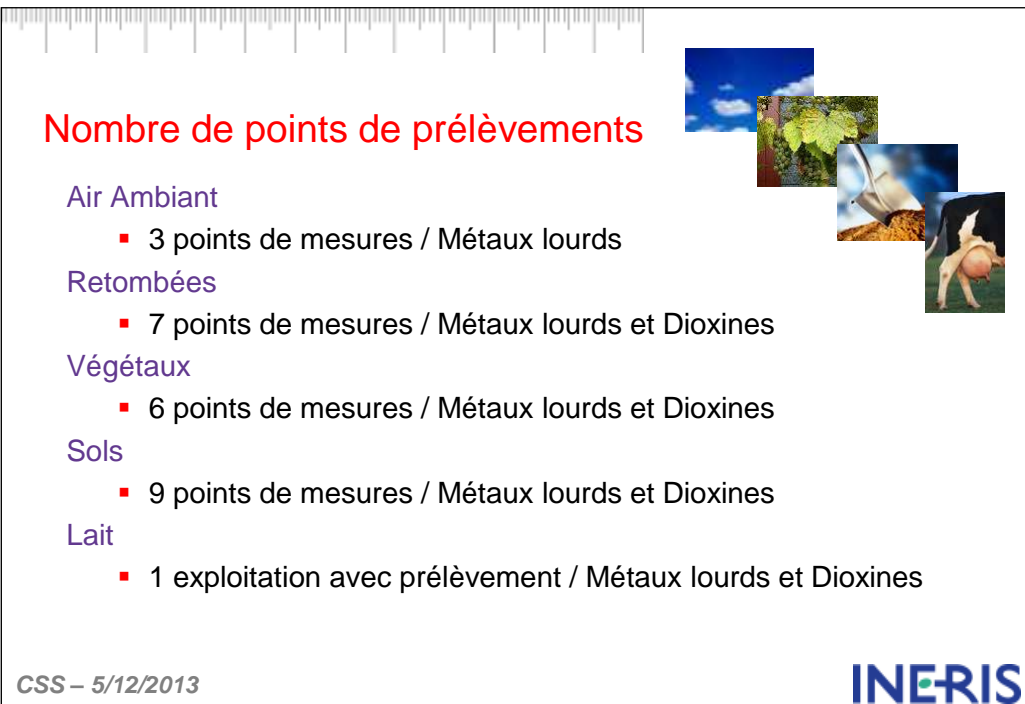 Nombre de points de prélèvements
Air Ambiant
▪ 3 points de mesures / Métaux lourds
Retombées
▪ 7 points de mesures / Métaux lourds et Dioxines
Végétaux
▪ 6 points de mesures / Métaux lourds et Dioxines
Sols
▪ 9 points de mesures / Métaux lourds et Dioxines
Lait
▪ 1 exploitation avec prélèvement / Métaux lourds et Dioxines
CSS – 5/12/2013
INERIS